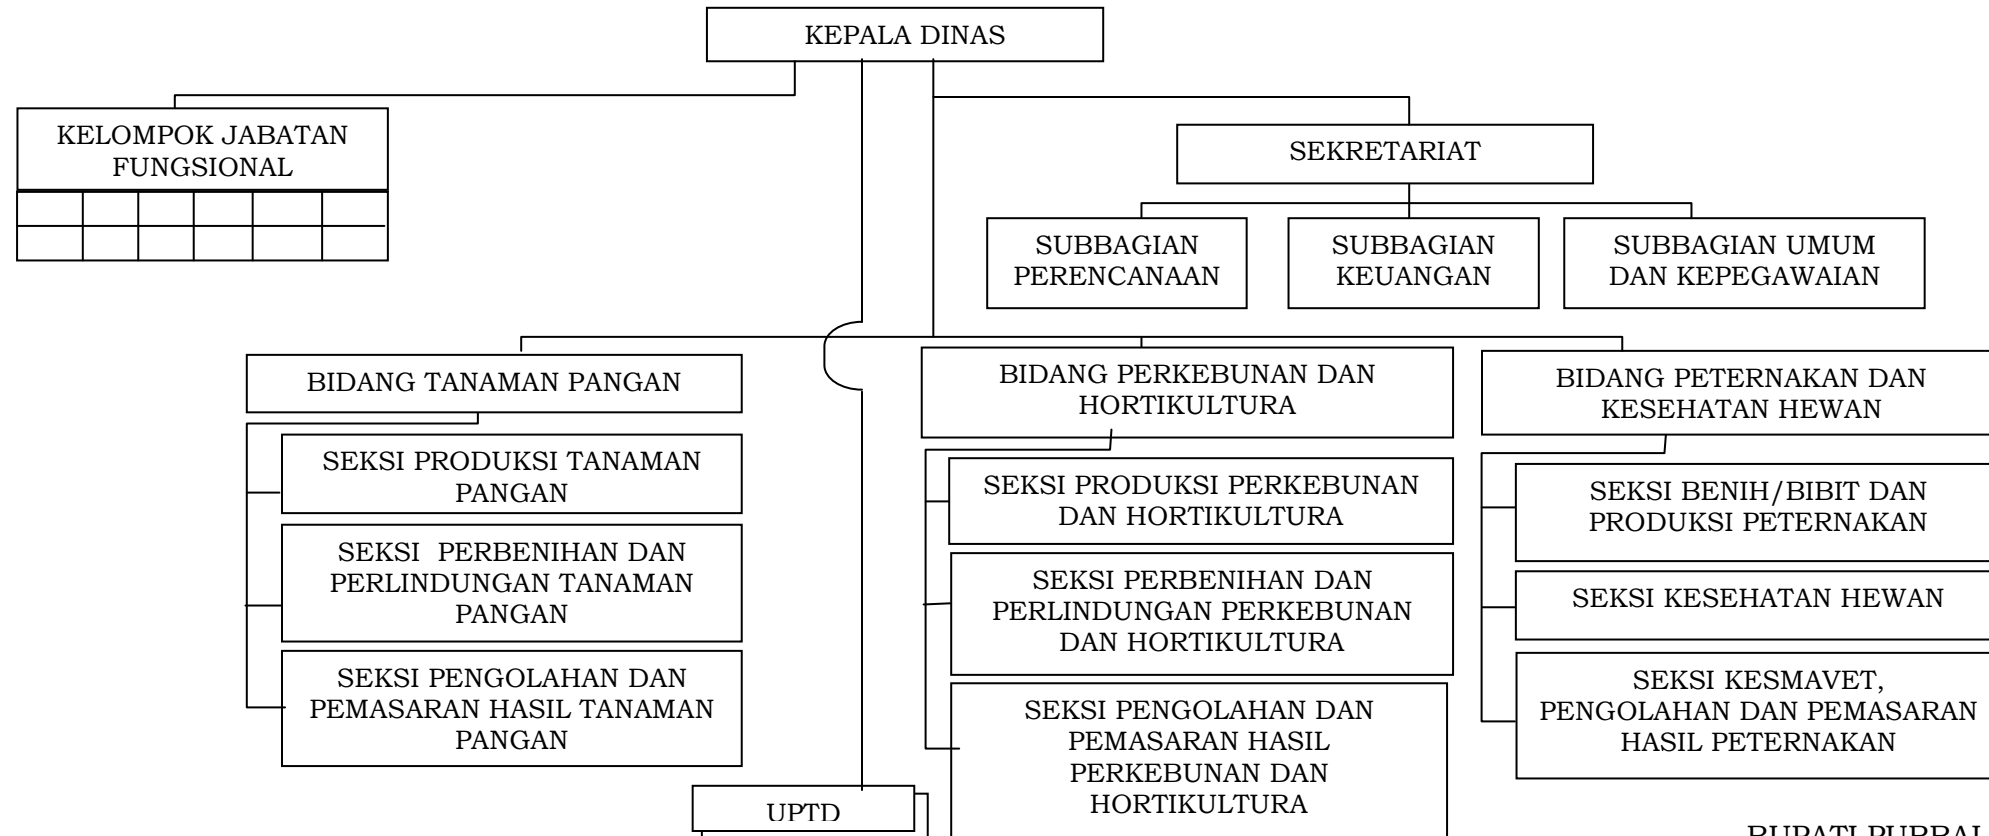 KEPALA DINAS
KELOMPOK JABATAN
FUNGSIONAL
SEKRETARIAT
SUBBAGIAN
PERENCANAAN
SUBBAGIAN
KEUANGAN
SUBBAGIAN UMUM
DAN KEPEGAWAIAN
BIDANG TANAMAN PANGAN
SEKSI PRODUKSI TANAMAN
PANGAN
SEKSI  PERBENIHAN DAN
PERLINDUNGAN TANAMAN
PANGAN
SEKSI PENGOLAHAN DAN
PEMASARAN HASIL TANAMAN
PANGAN
BIDANG PERKEBUNAN DAN
HORTIKULTURA
SEKSI PRODUKSI PERKEBUNAN
DAN HORTIKULTURA
SEKSI PERBENIHAN DAN
PERLINDUNGAN PERKEBUNAN
DAN HORTIKULTURA
SEKSI PENGOLAHAN DAN
PEMASARAN HASIL
PERKEBUNAN DAN
HORTIKULTURA
BIDANG PETERNAKAN DAN
KESEHATAN HEWAN
SEKSI BENIH/BIBIT DAN
PRODUKSI PETERNAKAN
SEKSI KESEHATAN HEWAN
SEKSI KESMAVET,
PENGOLAHAN DAN PEMASARAN
HASIL PETERNAKAN
UPTD
BUPATI